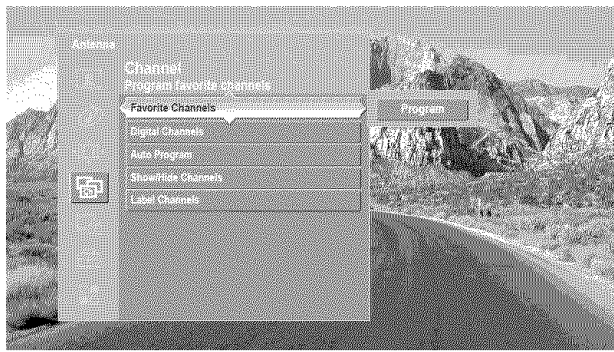 Antenna
Channel
Program favorite channels
Favorite Channels
Program
Digital Channels
Auto Program
Show/Hide Channels
Label Channels